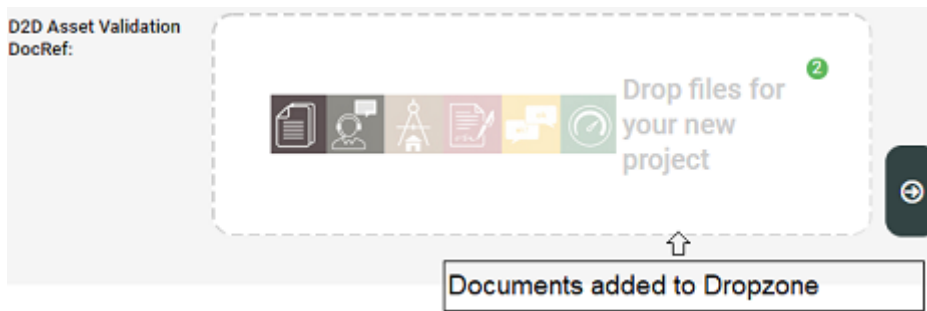 D2D Asset Validation
DocRef:
2
Drop files for
your new
project
Documents added to Dropzone